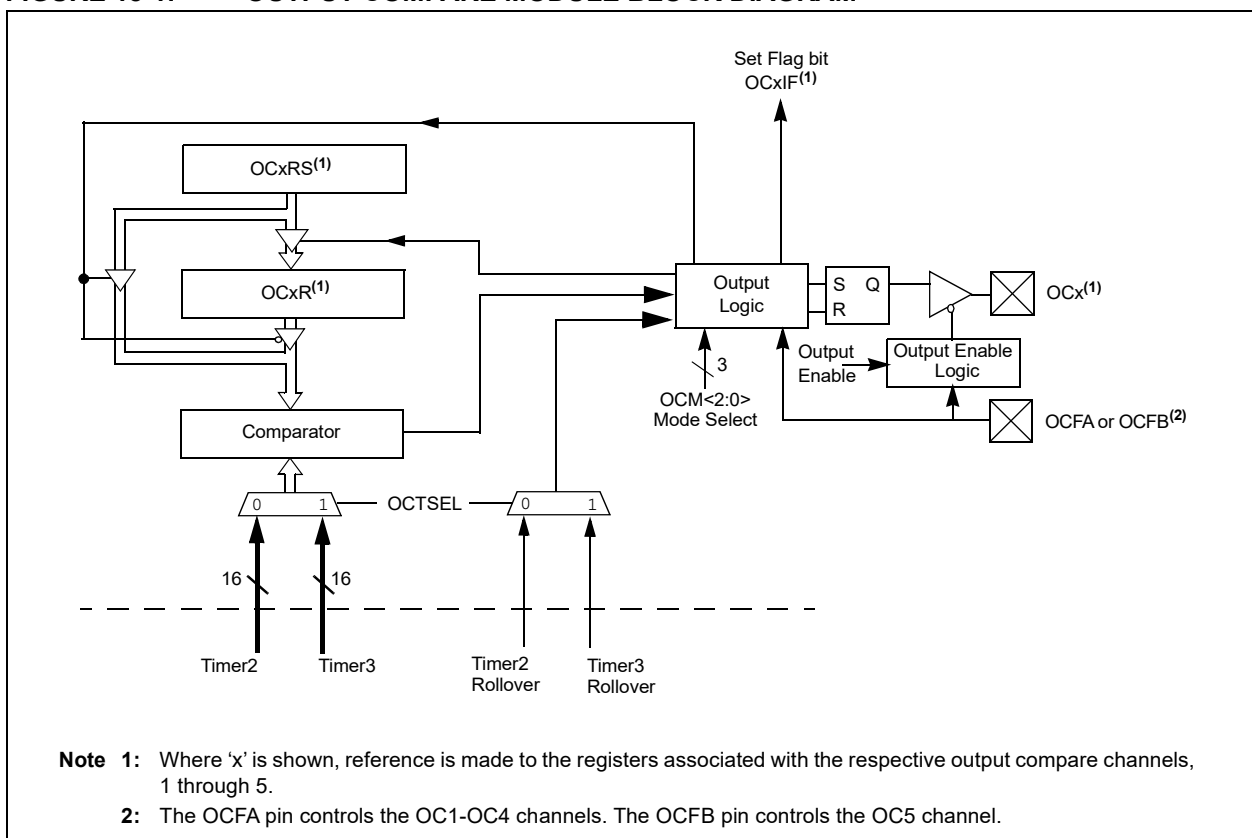 Set Flag bit
OCxIF(1)
OCxRS(1)
OCxR(1)
Output
Logic
S Q
R
OCx(1)
3
Output
Enable
Output Enable
Logic
OCM<2:0>
Mode Select
OCFA or OCFB(2)
Comparator
0 1
OCTSEL
0 1
16
16
Timer2
Timer3
Timer2
Rollover
Timer3
Rollover
Note 1: Where ‘x’ is shown, reference is made to the registers associated with the respective output compare channels,
1 through 5.
2: The OCFA pin controls the OC1-OC4 channels. The OCFB pin controls the OC5 channel.